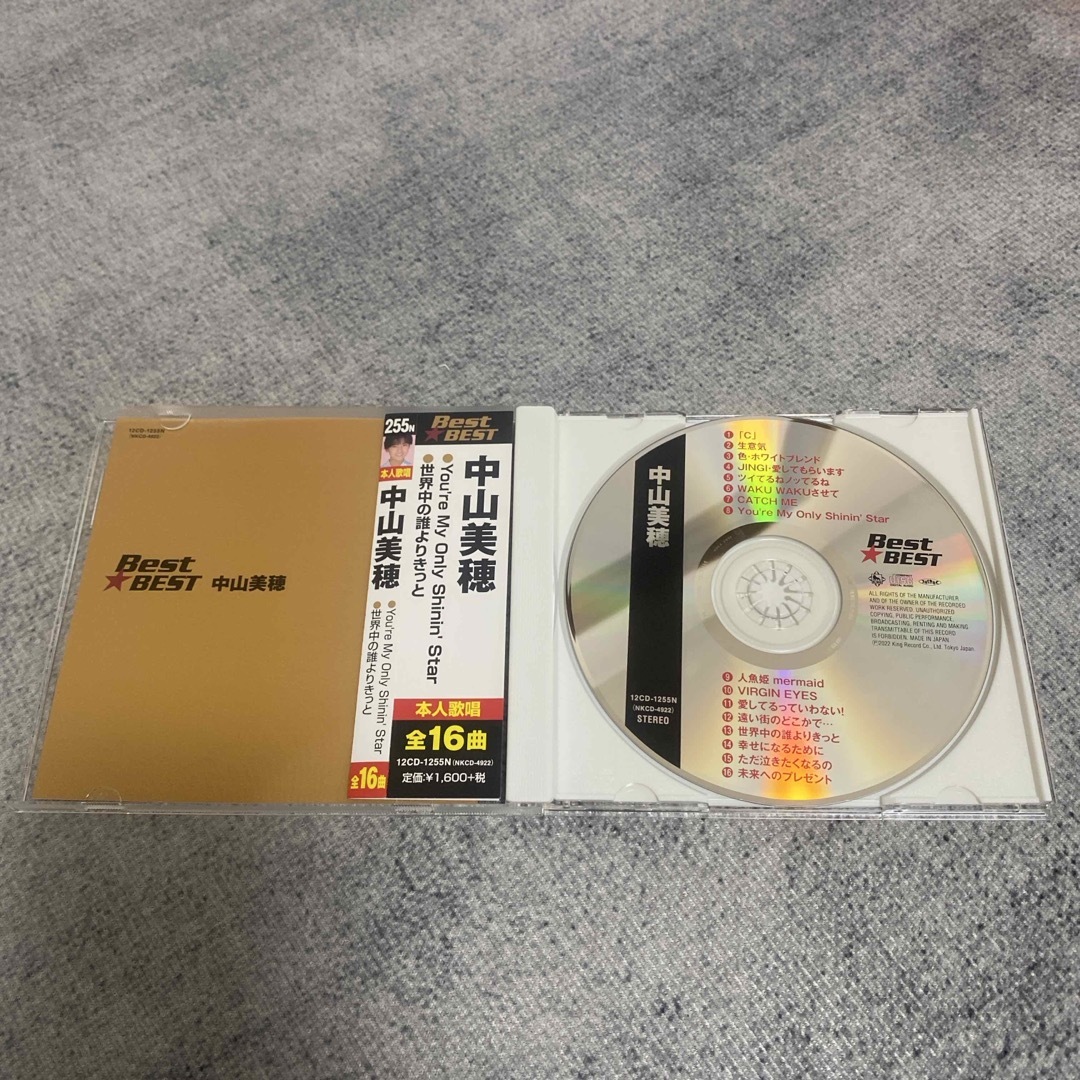 12CD-1255N
(NKCD-4922)
Best
★BEST 中山美穂
255N
本人歌唱
中山美穂
●You're My Only Shinin' Star
●世界中の誰よりきっと
全16曲
Best
★BEST
中山美穂
●You're My Only Shinin' Star
●世界中の誰よりきっと
本人歌唱
全16曲
12CD-1255N(NKCD-4922)
定価:¥1,600+税
中山美穂
12CD-1255N
(NKCD-4922)
STEREO
1 「C」
2 生意気
3 色・ホワイトブレンド
4 JINGI・愛してもらいます
5 ツイてるねノッてるね
6 WAKU WAKUさせて
7 CATCH ME
8 You're My Only Shinin' Star
Best
★BEST
ALL RIGHTS OF THE MANUFACTURER
AND OF THE OWNER OF THE RECORDED
WORK RESERVED. UNAUTHORIZED
COPYING, PUBLIC PERFORMANCE,
BROADCASTING, RENTING AND MAKING
TRANSMITTABLE OF THIS RECORD
IS FORBIDDEN. MADE IN JAPAN
℗2022 King Record Co., Ltd. Tokyo Japan.
9 人魚姫 mermaid
10 VIRGIN EYES
11 愛してるっていわない!
12 遠い街のどこかで…
13 世界中の誰よりきっと
14 幸せになるために
15 ただ泣きたくなるの
16 未来へのプレゼント